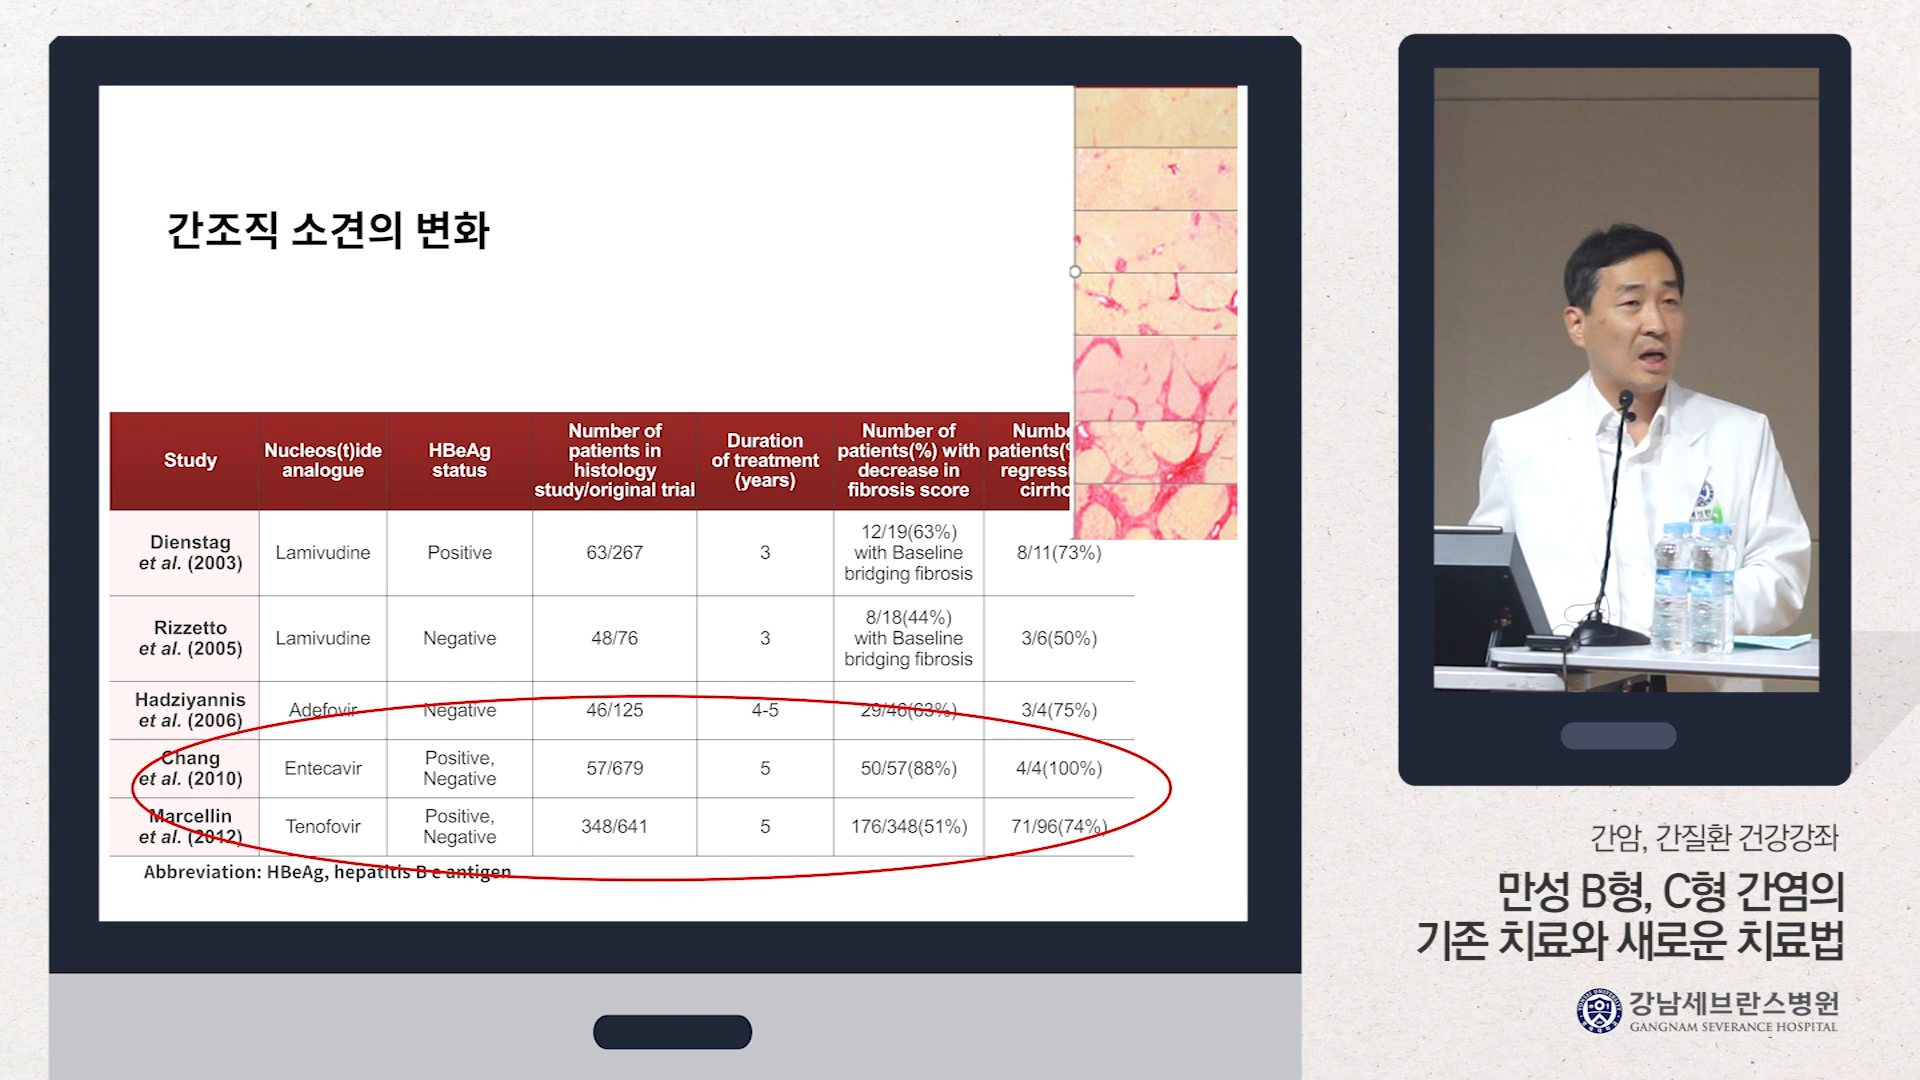 간조직 소견의 변화
Study
Nucleos(t)ide
analogue
HBeAg
status
Number of
patients in
histology
study/original trial
Duration
of treatment
(years)
Number of
patients(%) with
decrease in
fibrosis score
Numbe
patients(
regress
cirrho
Dienstag
et al. (2003)
Lamivudine
Positive
63/267
3
12/19(63%)
with Baseline
bridging fibrosis
8/11(73%)
Rizzetto
et al. (2005)
Lamivudine
Negative
48/76
3
8/18(44%)
with Baseline
bridging fibrosis
3/6(50%)
Hadziyannis
et al. (2006)
Adefovir
Negative
46/125
4-5
29/46(63%)
3/4(75%)
Chang
et al. (2010)
Entecavir
Positive,
Negative
57/679
5
50/57(88%)
4/4(100%)
Marcellin
et al. (2012)
Tenofovir
Positive,
Negative
348/641
5
176/348(51%)
71/96(74%)
Abbreviation: HBeAg, hepatitis B e antigen
간암, 간질환 건강강좌
만성 B형, C형 간염의
기존 치료와 새로운 치료법
강남세브란스병원
GANGNAM SEVERANCE HOSPITAL